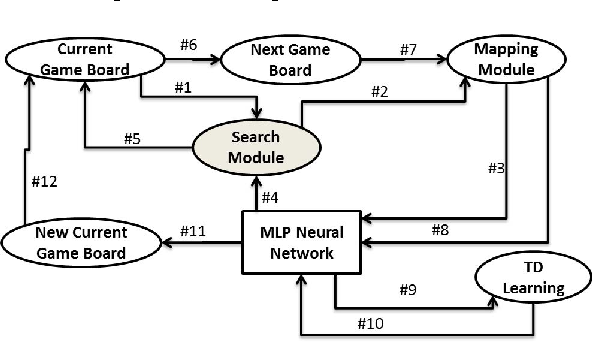 Current
Game Board
#6
Next Game
Board
#7
Mapping
Module
#1
#2
#5
Search
Module
#3
#12
#4
New Current
Game Board
#11
MLP Neural
Network
#8
TD
Learning
#9
#10